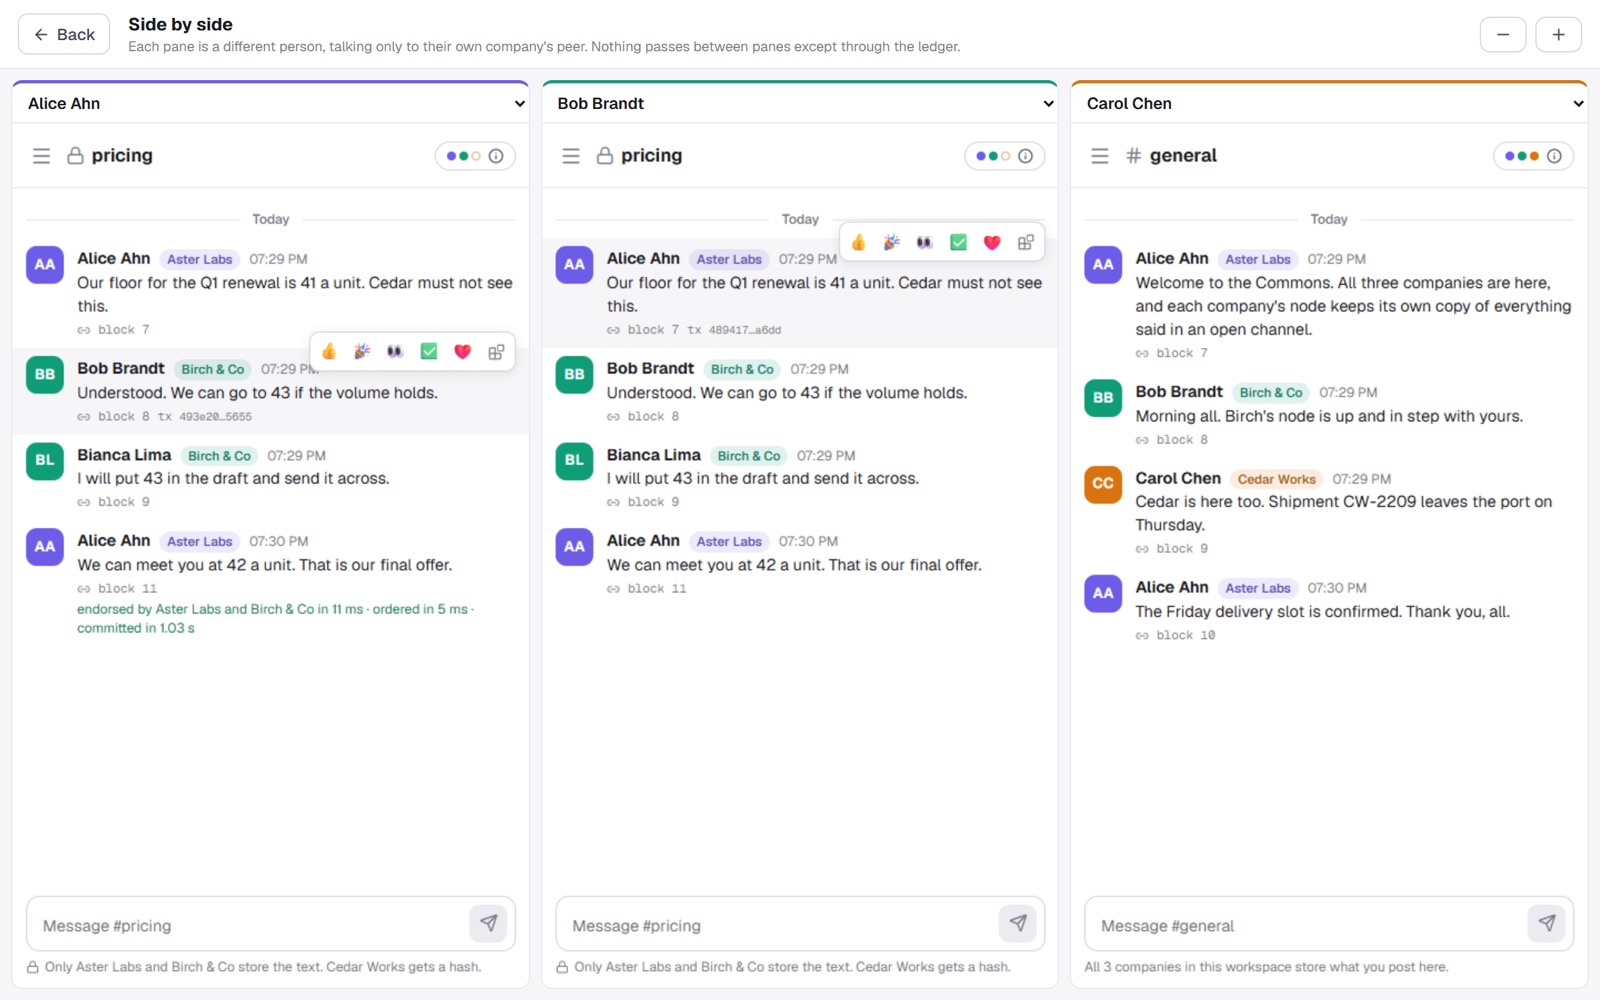 Back
Side by side
Each pane is a different person, talking only to their own company's peer. Nothing passes between panes except through the ledger.
Alice Ahn
pricing
Today
AA
Alice Ahn Aster Labs 07:29 PM
Our floor for the Q1 renewal is 41 a unit. Cedar must not see
this.
block 7
BB
Bob Brandt Birch & Co 07:29 PM
Understood. We can go to 43 if the volume holds.
block 8 tx 493e20…5655
BL
Bianca Lima Birch & Co 07:29 PM
I will put 43 in the draft and send it across.
block 9
AA
Alice Ahn Aster Labs 07:30 PM
We can meet you at 42 a unit. That is our final offer.
block 11
endorsed by Aster Labs and Birch & Co in 11 ms · ordered in 5 ms ·
committed in 1.03 s
Message #pricing
Only Aster Labs and Birch & Co store the text. Cedar Works gets a hash.
Bob Brandt
pricing
Today
AA
Alice Ahn Aster Labs 07:29 PM
Our floor for the Q1 renewal is 41 a unit. Cedar must not see
this.
block 7 tx 489417…a6dd
BB
Bob Brandt Birch & Co 07:29 PM
Understood. We can go to 43 if the volume holds.
block 8
BL
Bianca Lima Birch & Co 07:29 PM
I will put 43 in the draft and send it across.
block 9
AA
Alice Ahn Aster Labs 07:30 PM
We can meet you at 42 a unit. That is our final offer.
block 11
Message #pricing
Only Aster Labs and Birch & Co store the text. Cedar Works gets a hash.
Carol Chen
# general
Today
AA
Alice Ahn Aster Labs 07:29 PM
Welcome to the Commons. All three companies are here,
and each company's node keeps its own copy of everything
said in an open channel.
block 7
BB
Bob Brandt Birch & Co 07:29 PM
Morning all. Birch's node is up and in step with yours.
block 8
CC
Carol Chen Cedar Works 07:29 PM
Cedar is here too. Shipment CW-2209 leaves the port on
Thursday.
block 9
AA
Alice Ahn Aster Labs 07:30 PM
The Friday delivery slot is confirmed. Thank you, all.
block 10
Message #general
All 3 companies in this workspace store what you post here.